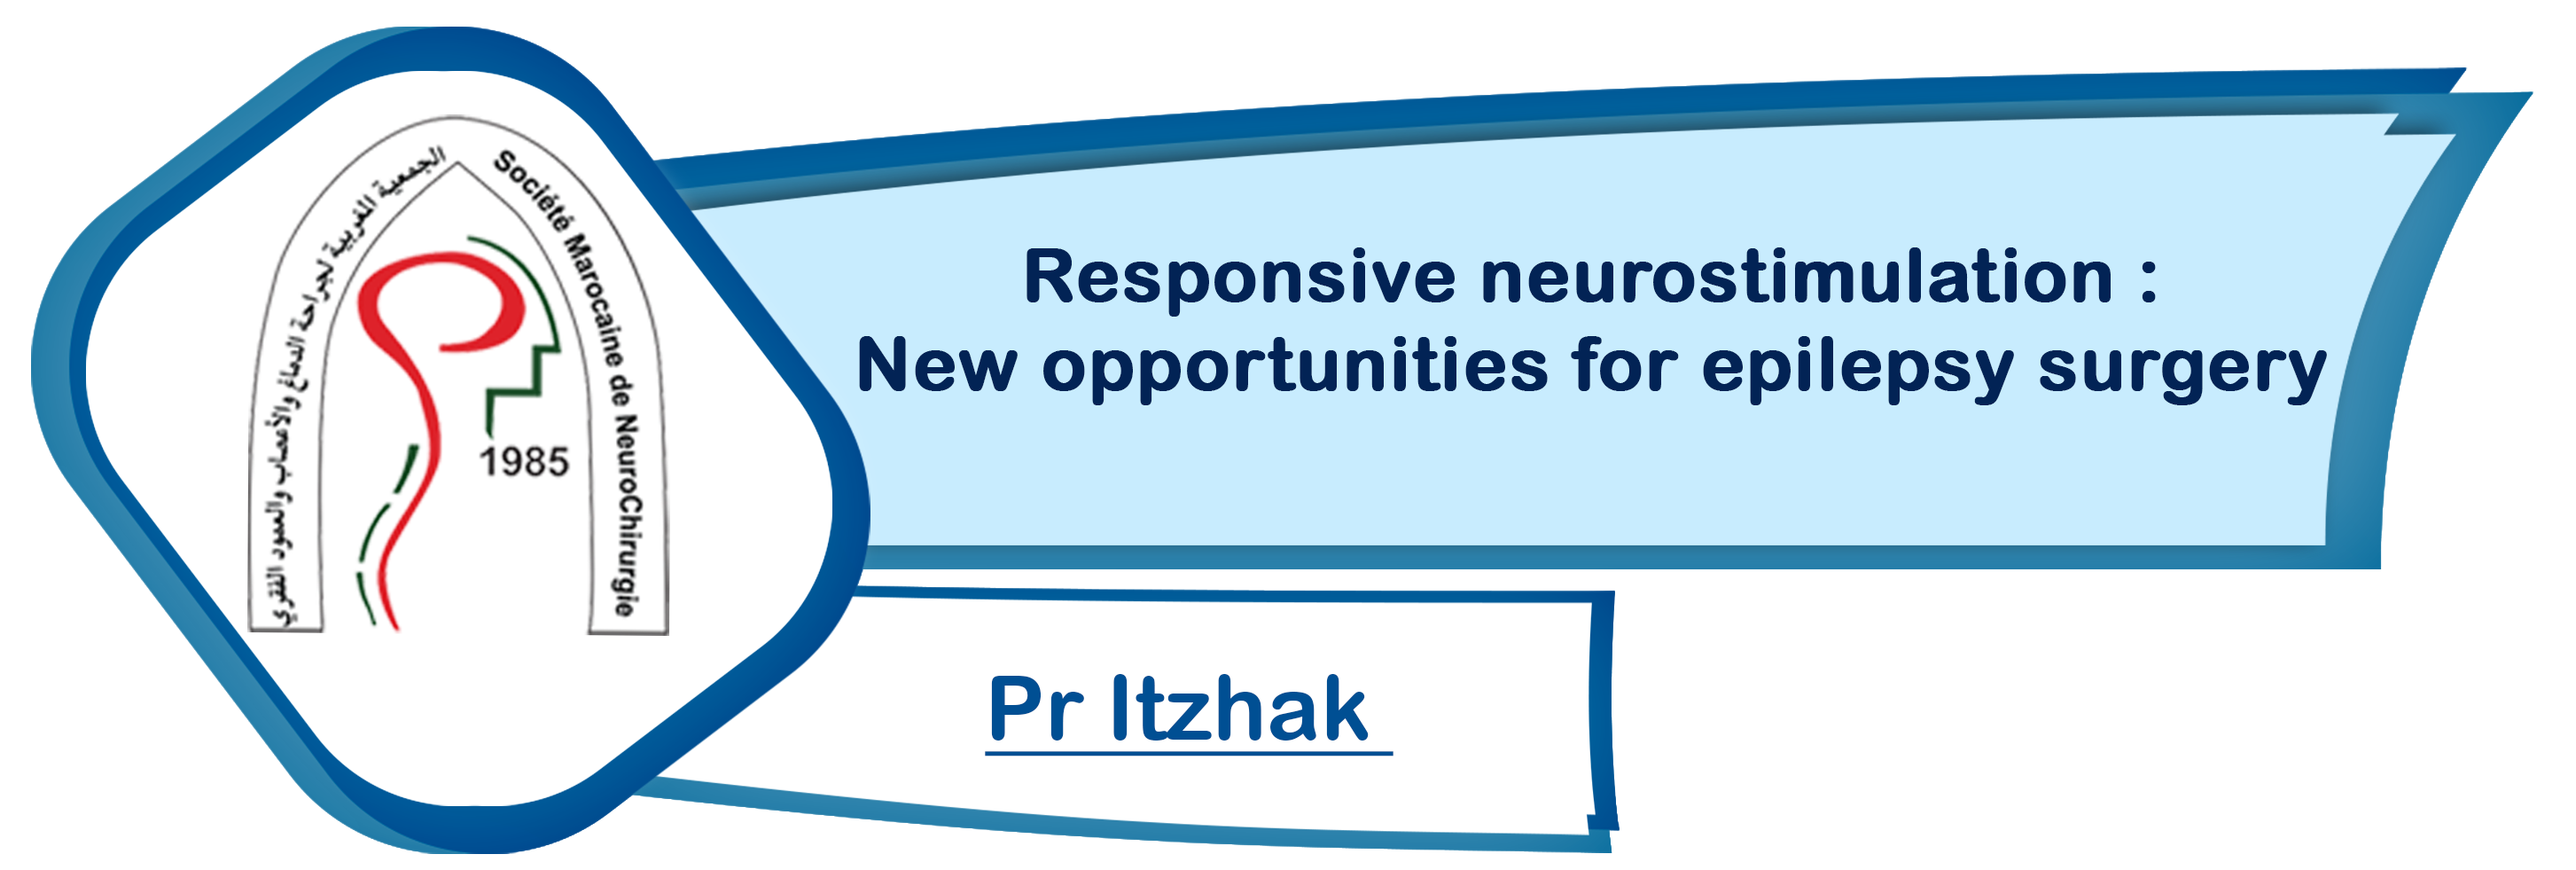 الجمعية المغربية لجراحة الدماغ والأعصاب والعمود الفقري
Société Marocaine de NeuroChirurgie
1985
Responsive neurostimulation :
New opportunities for epilepsy surgery
Pr Itzhak